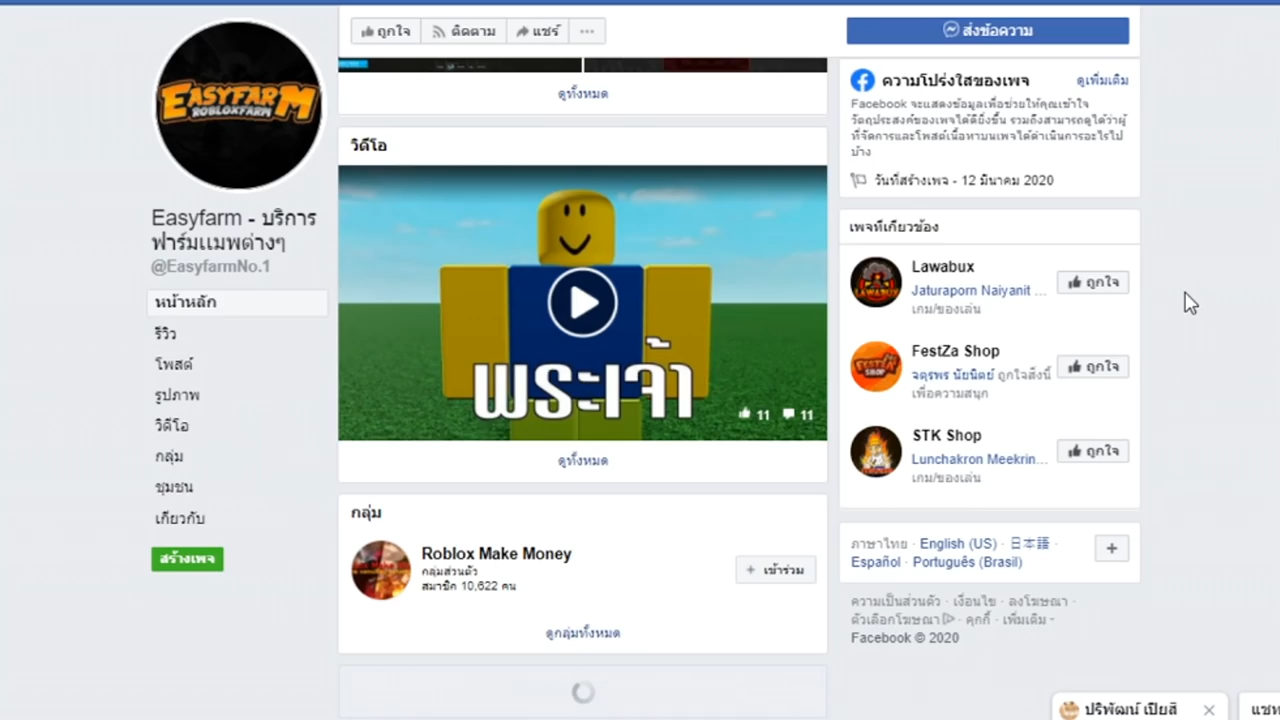 EASYFARM
ROBLOXFARM
Easyfarm - บริการ
ฟาร์มแมพต่างๆ
@EasyfarmNo.1
หน้าหลัก
รีวิว
โพสต์
รูปภาพ
วิดีโอ
กลุ่ม
ชุมชน
เกี่ยวกับ
สร้างเพจ
ถูกใจ
ติดตาม
แชร์
ส่งข้อความ
ดูทั้งหมด
วิดีโอ
พระเจ้า
11 11
ดูทั้งหมด
กลุ่ม
Roblox Make Money
กลุ่มส่วนตัว
สมาชิก 10,622 คน
+ เข้าร่วม
ดูกลุ่มทั้งหมด
ความโปร่งใสของเพจ
ดูเพิ่มเติม
Facebook จะแสดงข้อมูลเพื่อช่วยให้คุณเข้าใจ
วัตถุประสงค์ของเพจได้ดียิ่งขึ้น รวมถึงสามารถดูได้ว่าผู้
ที่จัดการและโพสต์เนื้อหาบนเพจได้ดำเนินการอะไรไป
บ้าง
วันที่สร้างเพจ - 12 มีนาคม 2020
เพจที่เกี่ยวข้อง
Lawabux
Jaturaporn Naiyanit ...
เกม/ของเล่น
ถูกใจ
FestZa Shop
จตุรพร นัยนิตย์ ถูกใจสิ่งนี้
เพื่อความสนุก
ถูกใจ
STK Shop
Lunchakron Meekrin...
เกม/ของเล่น
ถูกใจ
ภาษาไทย · English (US) · 日本語 ·
Español · Português (Brasil)
+
ความเป็นส่วนตัว · เงื่อนไข · ลงโฆษณา ·
ตัวเลือกโฆษณา · คุกกี้ · เพิ่มเติม
Facebook © 2020
ปริพัฒน์ เปียสิ
แชท